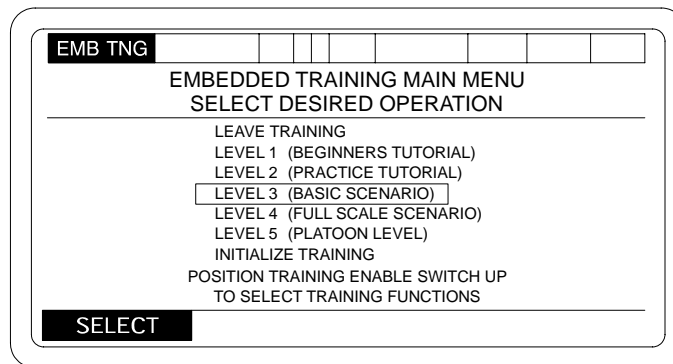 EMB TNG
EMBEDDED TRAINING MAIN MENU
SELECT DESIRED OPERATION
LEAVE TRAINING
LEVEL 1 (BEGINNERS TUTORIAL)
LEVEL 2 (PRACTICE TUTORIAL)
LEVEL 3 (BASIC SCENARIO)
LEVEL 4 (FULL SCALE SCENARIO)
LEVEL 5 (PLATOON LEVEL)
INITIALIZE TRAINING
POSITION TRAINING ENABLE SWITCH UP
TO SELECT TRAINING FUNCTIONS
SELECT